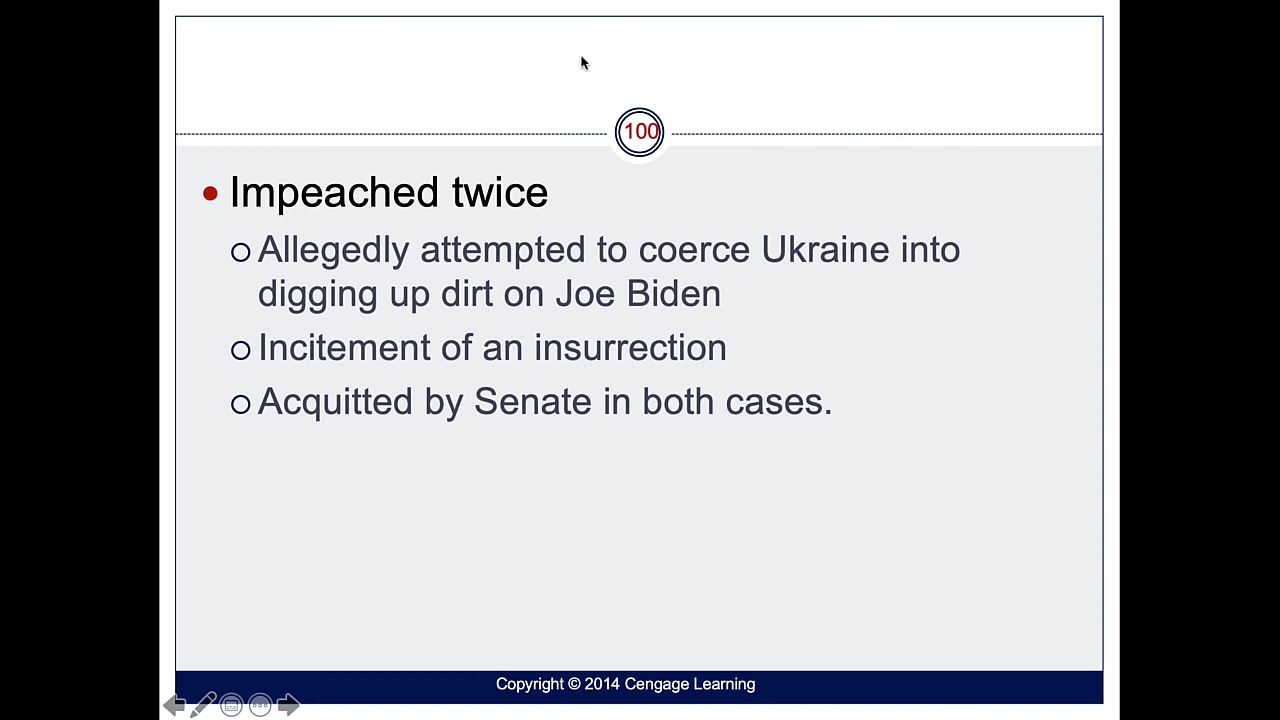 100
Impeached twice
Allegedly attempted to coerce Ukraine into
digging up dirt on Joe Biden
Incitement of an insurrection
Acquitted by Senate in both cases.
Copyright © 2014 Cengage Learning